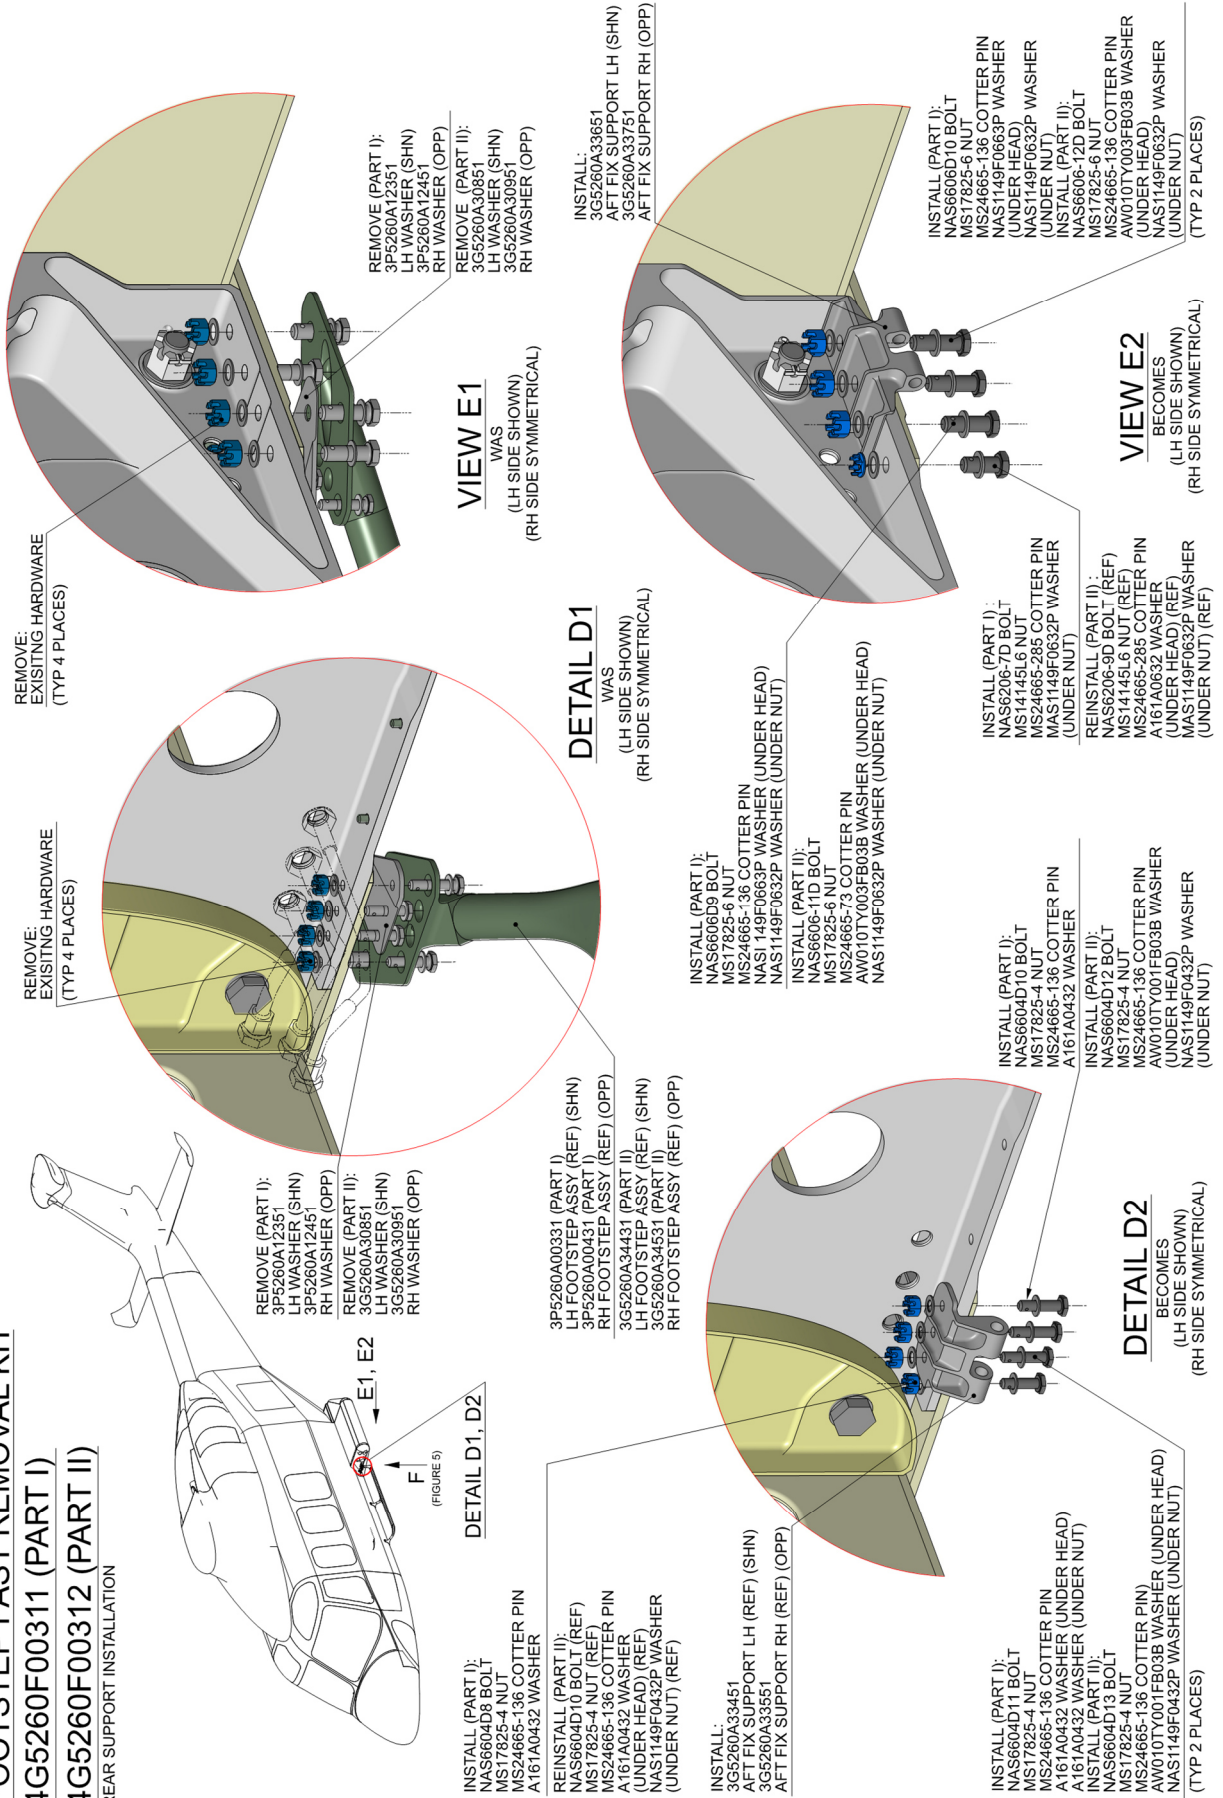 4G5260F00311 (PART I)
4G5260F00312 (PART II)
REAR SUPPORT INSTALLATION
E1, E2
F
(FIGURE 5)
DETAIL D1, D2
REMOVE:
EXISITNG HARDWARE
(TYP 4 PLACES)
REMOVE (PART I):
3P5260A12351
LH WASHER (SHN)
3P5260A12451
RH WASHER (OPP)
REMOVE (PART II):
3G5260A30851
LH WASHER (SHN)
3G5260A30951
RH WASHER (OPP)
3P5260A00331 (PART I)
LH FOOTSTEP ASSY (REF) (SHN)
3P5260A00431 (PART I)
RH FOOTSTEP ASSY (REF) (OPP)
3G5260A34431 (PART II)
LH FOOTSTEP ASSY (REF) (SHN)
3G5260A34531 (PART II)
RH FOOTSTEP ASSY (REF) (OPP)
DETAIL D1
WAS
(LH SIDE SHOWN)
(RH SIDE SYMMETRICAL)
REMOVE:
EXISITNG HARDWARE
(TYP 4 PLACES)
REMOVE (PART I):
3P5260A12351
LH WASHER (SHN)
3P5260A12451
RH WASHER (OPP)
REMOVE (PART II):
3G5260A30851
LH WASHER (SHN)
3G5260A30951
RH WASHER (OPP)
VIEW E1
WAS
(LH SIDE SHOWN)
(RH SIDE SYMMETRICAL)
INSTALL (PART I):
NAS6604D8 BOLT
MS17825-4 NUT
MS24665-136 COTTER PIN
A161A0432 WASHER
REINSTALL (PART II):
NAS6604D10 BOLT (REF)
MS17825-4 NUT (REF)
MS24665-136 COTTER PIN
A161A0432 WASHER
(UNDER HEAD) (REF)
NAS1149F0432P WASHER
(UNDER NUT) (REF)
INSTALL:
3G5260A33451
AFT FIX SUPPORT LH (REF) (SHN)
3G5260A33551
AFT FIX SUPPORT RH (REF) (OPP)
INSTALL (PART I):
NAS6604D11 BOLT
MS17825-4 NUT
MS24665-136 COTTER PIN
A161A0432 WASHER (UNDER HEAD)
A161A0432 WASHER (UNDER NUT)
INSTALL (PART II):
NAS6604D13 BOLT
MS17825-4 NUT
MS24665-136 COTTER PIN)
AW010TY001FB03B WASHER (UNDER HEAD)
NAS1149F0432P WASHER (UNDER NUT)
(TYP 2 PLACES)
INSTALL (PART I):
NAS6604D10 BOLT
MS17825-4 NUT
MS24665-136 COTTER PIN
A161A0432 WASHER
INSTALL (PART II):
NAS6604D12 BOLT
MS17825-4 NUT
MS24665-136 COTTER PIN
AW010TY001FB03B WASHER
(UNDER HEAD)
NAS1149F0432P WASHER
(UNDER NUT)
DETAIL D2
BECOMES
(LH SIDE SHOWN)
(RH SIDE SYMMETRICAL)
INSTALL (PART I):
NAS6606D9 BOLT
MS17825-6 NUT
MS24665-136 COTTER PIN
NAS1149F0663P WASHER (UNDER HEAD)
NAS1149F0632P WASHER (UNDER NUT)
INSTALL (PART II):
NAS6606-11D BOLT
MS17825-6 NUT
MS24665-73 COTTER PIN
AW010TY003FB03B WASHER (UNDER HEAD)
NAS1149F0632P WASHER (UNDER NUT)
INSTALL (PART I) :
NAS6206-7D BOLT
MS14145L6 NUT
MS24665-285 COTTER PIN
MAS1149F0632P WASHER
(UNDER NUT)
REINSTALL (PART II) :
NAS6206-9D BOLT (REF)
MS14145L6 NUT (REF)
MS24665-285 COTTER PIN
A161A0632 WASHER
(UNDER HEAD) (REF)
MAS1149F0632P WASHER
(UNDER NUT) (REF)
INSTALL:
3G5260A33651
AFT FIX SUPPORT LH (SHN)
3G5260A33751
AFT FIX SUPPORT RH (OPP)
INSTALL (PART I):
NAS6606D10 BOLT
MS17825-6 NUT
MS24665-136 COTTER PIN
NAS1149F0663P WASHER
(UNDER HEAD)
NAS1149F0632P WASHER
(UNDER NUT)
INSTALL (PART II):
NAS6606-12D BOLT
MS17825-6 NUT
MS24665-136 COTTER PIN
AW010TY003FB03B WASHER
(UNDER HEAD)
NAS1149F0632P WASHER
(UNDER NUT)
(TYP 2 PLACES)
VIEW E2
BECOMES
(LH SIDE SHOWN)
(RH SIDE SYMMETRICAL)